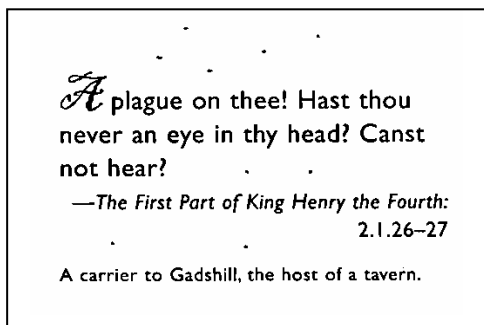 A plague on thee! Hast thou
never an eye in thy head? Canst
not hear?
—The First Part of King Henry the Fourth:
2.1.26–27
A carrier to Gadshill, the host of a tavern.